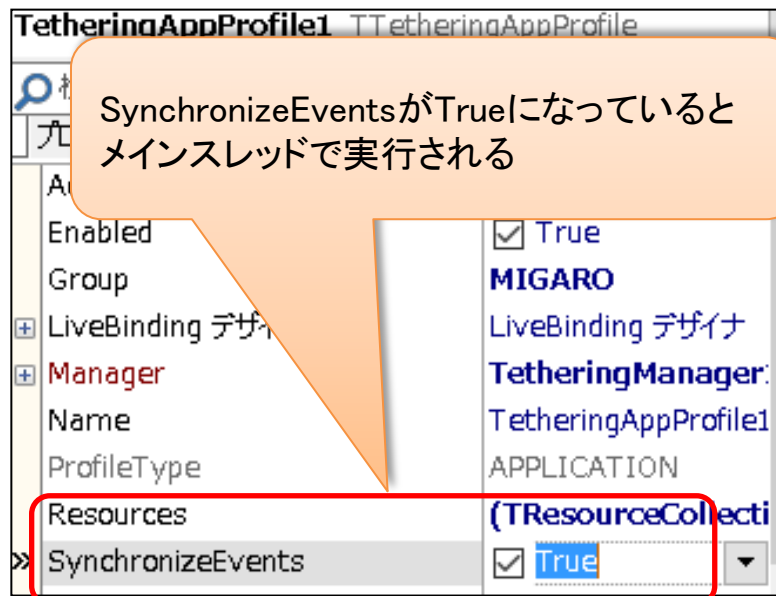 TetheringAppProfile1 TTetheringAppProfile
SynchronizeEventsがTrueになっていると
メインスレッドで実行される
Enabled True
Group MIGARO
LiveBinding デザイ LiveBinding デザイナ
Manager TetheringManager
Name TetheringAppProfile1
ProfileType APPLICATION
Resources (TResourceCollecti
SynchronizeEvents True